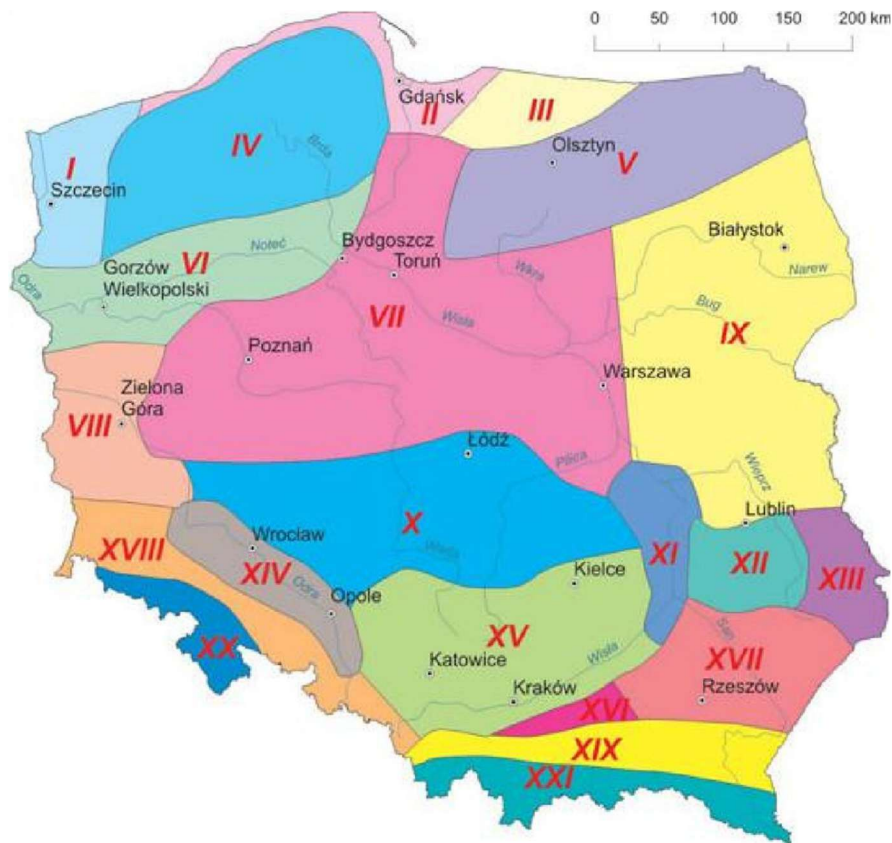 0 50 100 150 200 km
Gdańsk
II
III
IV
Brda
Olsztyn
I
V
Szczecin
Białystok
Bydgoszcz
Noteć
VI
Toruń
Wkra
Narew
Odra
Gorzów
Wielkopolski
Bug
VII
Wisła
IX
Poznań
Warszawa
Zielona
Góra
VIII
Łódź
Pilica
Wieprz
Lublin
X
Wrocław
XVIII
Warta
XI
XII
XIII
XIV
Odra
Kielce
Opole
XV
San
XX
Wisła
XVII
Katowice
Kraków
Rzeszów
XVI
XIX
XXI